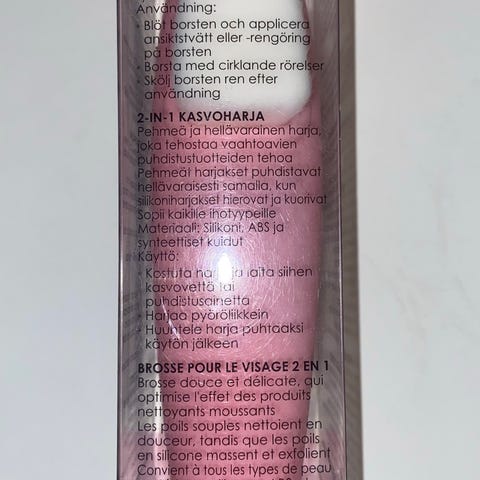 Användning:
· Blöt borsten och applicera
ansiktstvätt eller -rengöring
på borsten
· Borsta med cirklande rörelser
· Skölj borsten ren efter
användning
2-IN-1 KASVOHARJA
Pehmeä ja hellävarainen harja,
joka tehostaa vaahtoavien
puhdistustuotteiden tehoa
Pehmeät harjakset puhdistavat
hellävaraisesti samalla, kun
silikoniharjakset hierovat ja kuorivat
Sopii kaikille ihotyypeille
Materiaali: Silikoni, ABS ja
synteettiset kuidut
Käyttö:
· Kostuta harja ja laita siihen
kasvovettä tai
puhdistusainetta
· Harjaa pyöröliikkein
· Huuhtele harja puhtaaksi
käytön jälkeen
BROSSE POUR LE VISAGE 2 EN 1
Brosse douce et délicate, qui
optimise l'effet des produits
nettoyants moussants
Les poils souples nettoient en
douceur, tandis que les poils
en silicone massent et exfolient
Convient à tous les types de peau